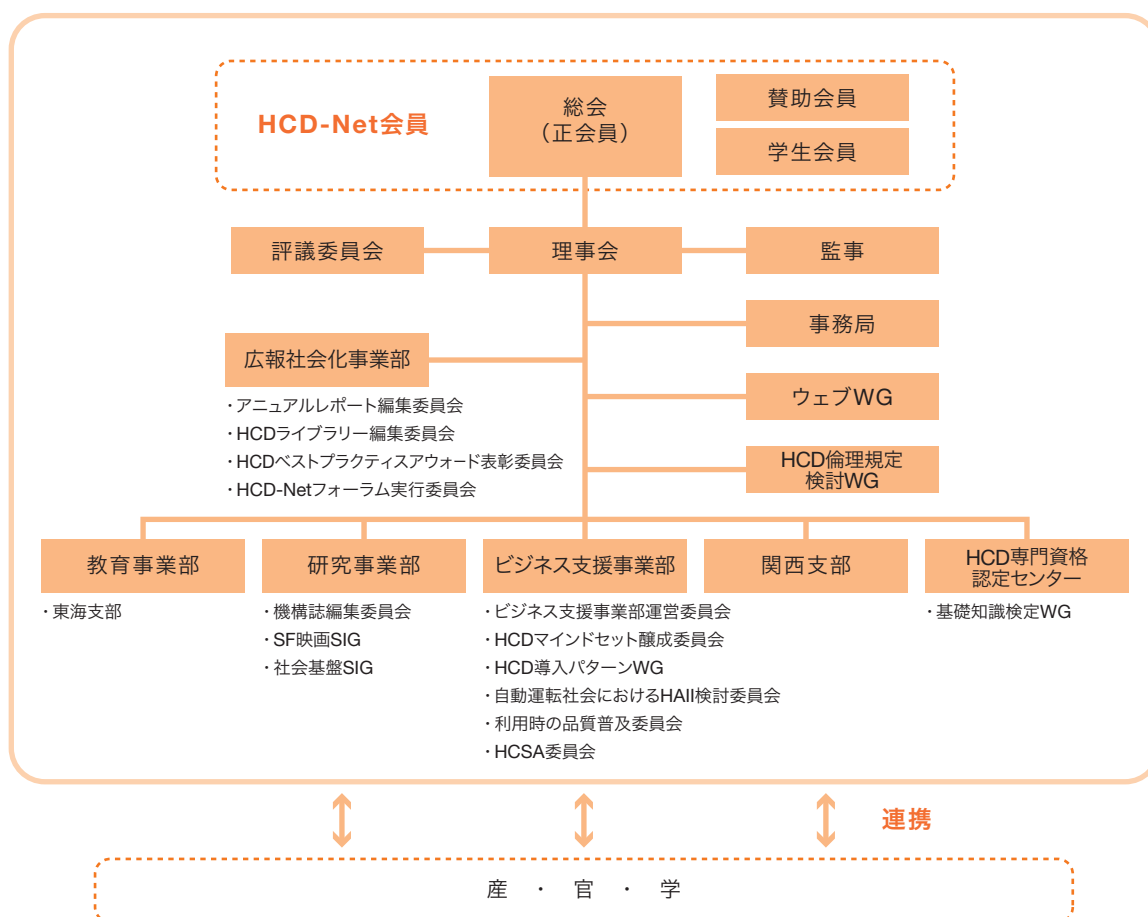 HCD-Net会員
総会
（正会員）
賛助会員
学生会員
評議委員会
理事会
監事
事務局
広報社会化事業部
・アニュアルレポート編集委員会
・HCDライブラリー編集委員会
・HCDベストプラクティスアウォード表彰委員会
・HCD-Netフォーラム実行委員会
ウェブWG
HCD倫理規定
検討WG
教育事業部
・東海支部
研究事業部
・機構誌編集委員会
・SF映画SIG
・社会基盤SIG
ビジネス支援事業部
・ビジネス支援事業部運営委員会
・HCDマインドセット醸成委員会
・HCD導入パターンWG
・自動運転社会におけるHAII検討委員会
・利用時の品質普及委員会
・HCSA委員会
関西支部
HCD専門資格
認定センター
・基礎知識検定WG
連携
産 ・ 官 ・ 学